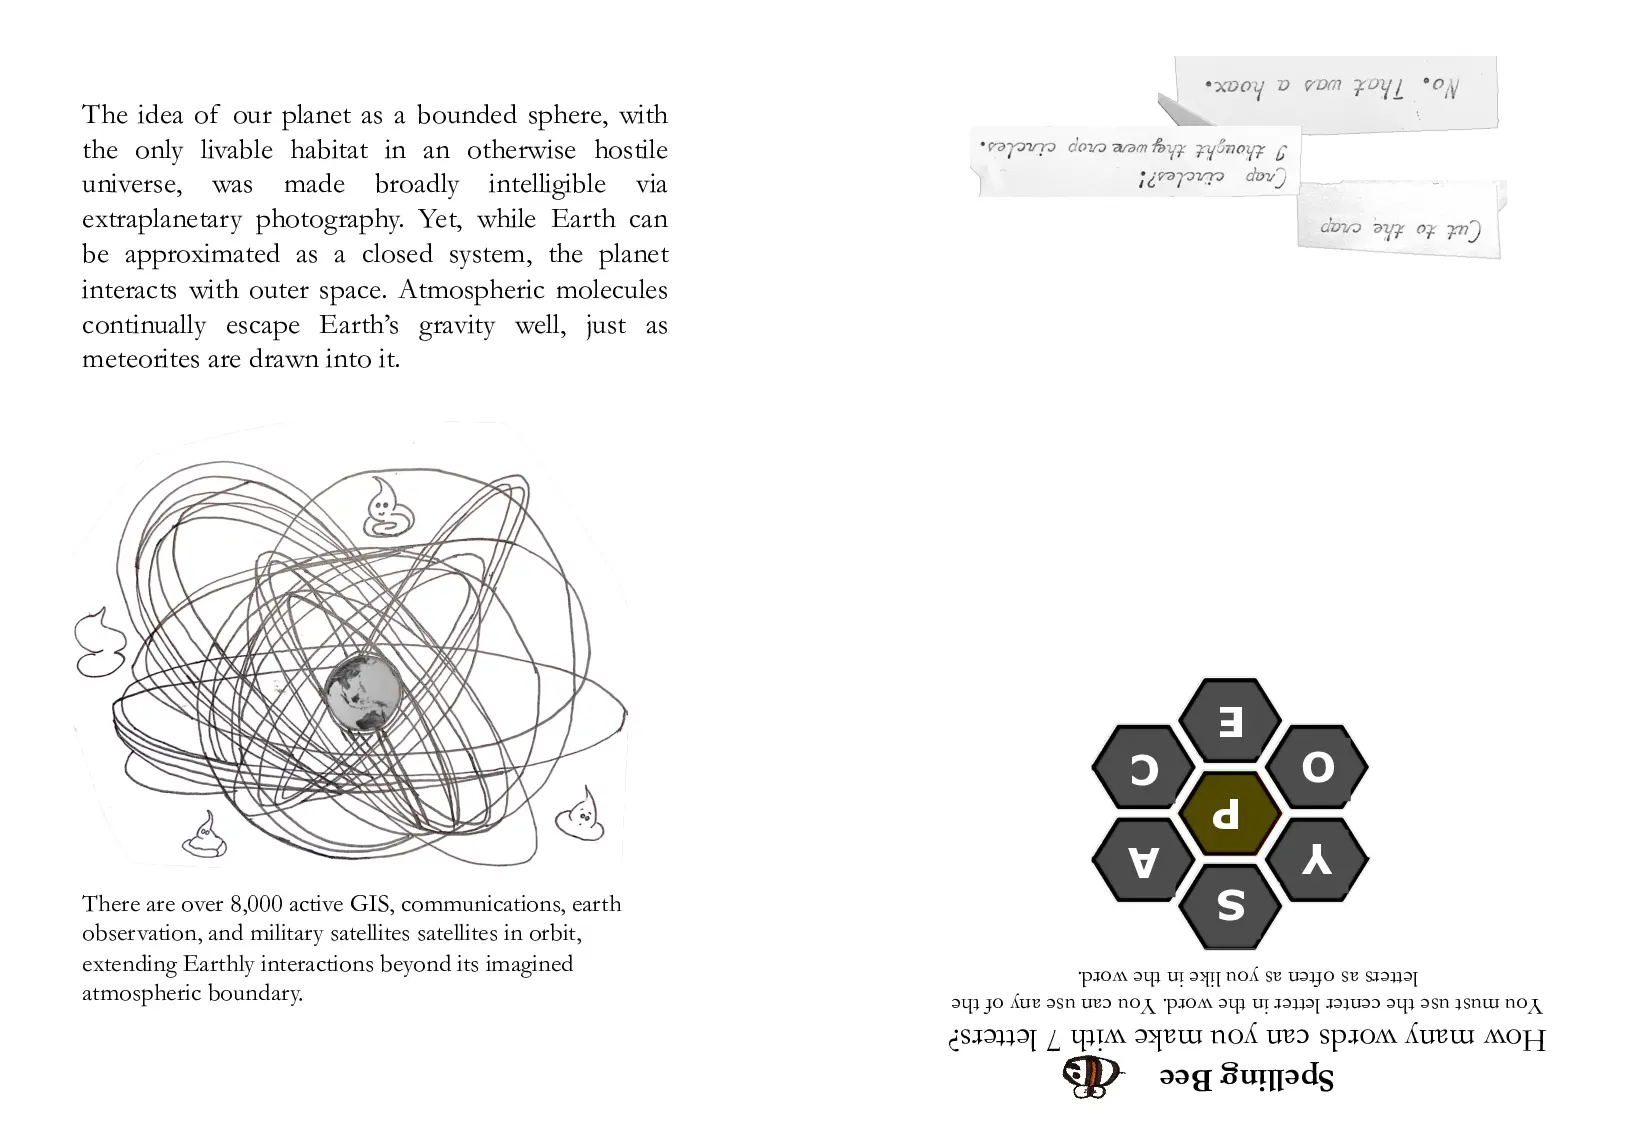 The idea of our planet as a bounded sphere, with
the only livable habitat in an otherwise hostile
universe, was made broadly intelligible via
extraplanetary photography. Yet, while Earth can
be approximated as a closed system, the planet
interacts with outer space. Atmospheric molecules
continually escape Earth’s gravity well, just as
meteorites are drawn into it.
There are over 8,000 active GIS, communications, earth
observation, and military satellites satellites in orbit,
extending Earthly interactions beyond its imagined
atmospheric boundary.
Spelling Bee
How many words can you make with 7 letters?
You must use the center letter in the word. You can use any of the
letters as often as you like in the word.
S
Y
A
P
O
C
E
Cut to the crap
Crap circles?!
I thought they were crop circles.
No. That was a hoax.